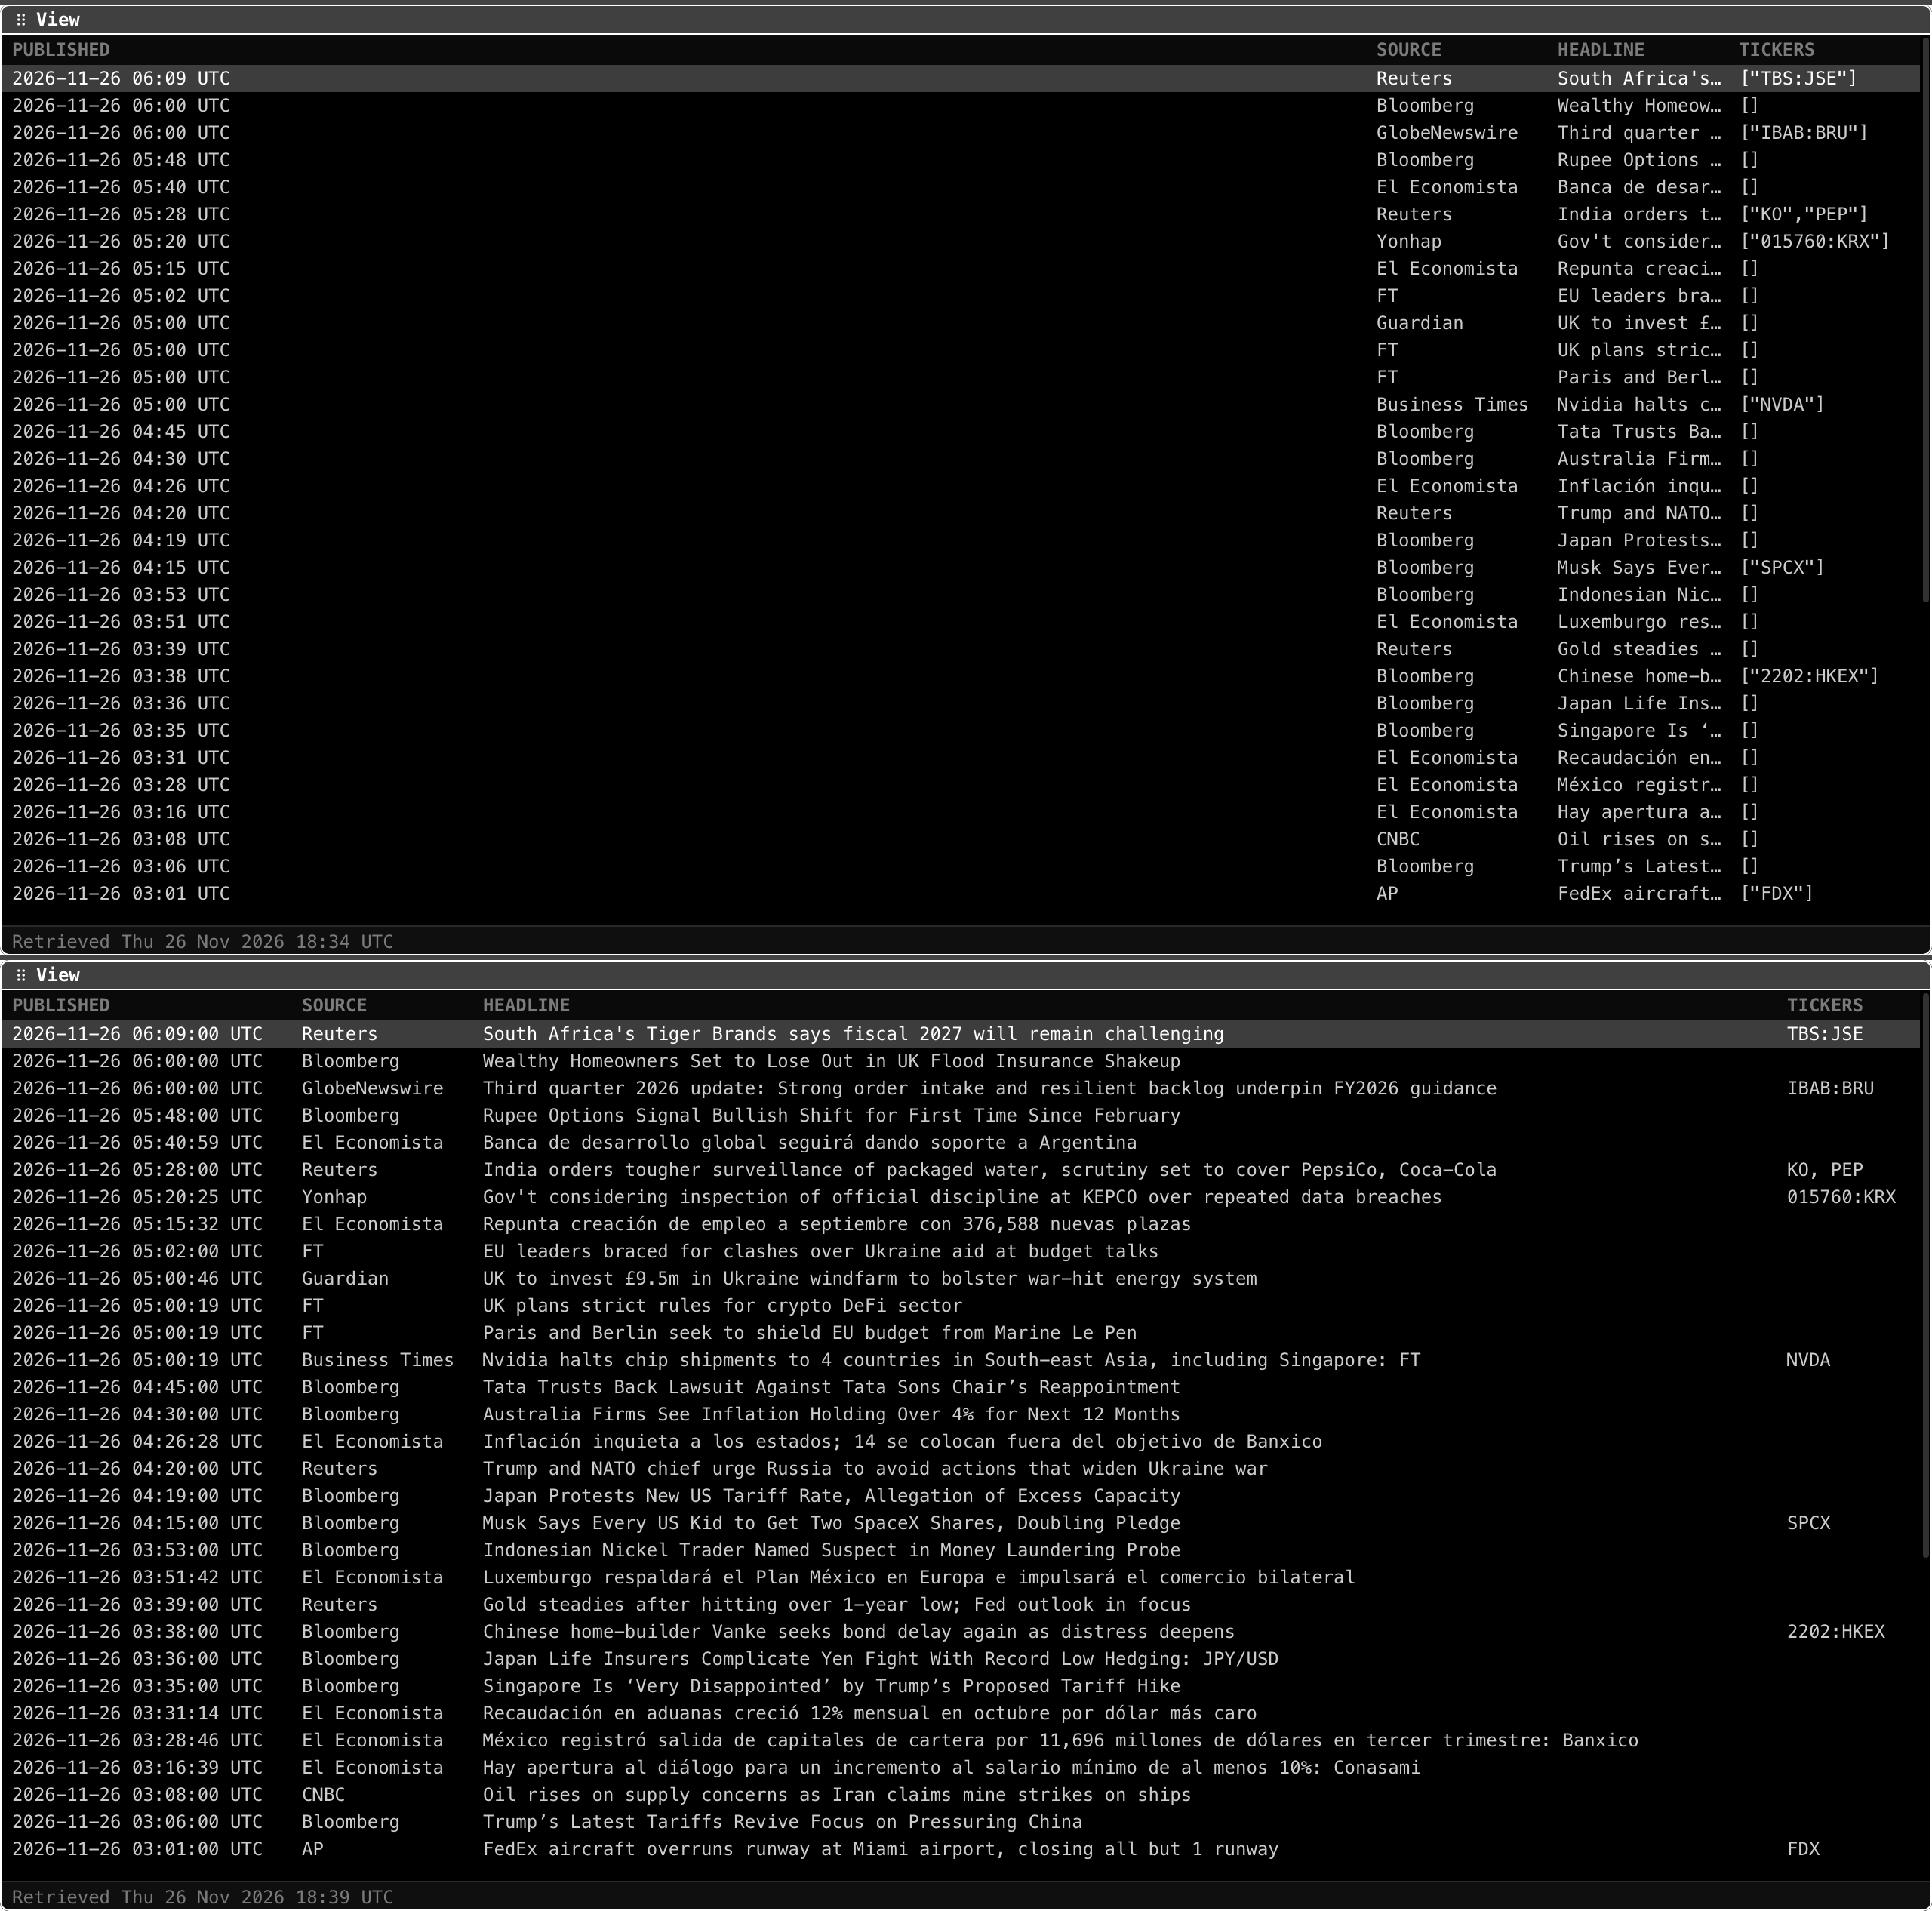 ⠿ View
PUBLISHED SOURCE HEADLINE TICKERS
2026-11-26 06:09 UTC Reuters South Africa's… ["TBS:JSE"]
2026-11-26 06:00 UTC Bloomberg Wealthy Homeow… []
2026-11-26 06:00 UTC GlobeNewswire Third quarter … ["IBAB:BRU"]
2026-11-26 05:48 UTC Bloomberg Rupee Options … []
2026-11-26 05:40 UTC El Economista Banca de desar… []
2026-11-26 05:28 UTC Reuters India orders t… ["KO","PEP"]
2026-11-26 05:20 UTC Yonhap Gov't consider… ["015760:KRX"]
2026-11-26 05:15 UTC El Economista Repunta creaci… []
2026-11-26 05:02 UTC FT EU leaders bra… []
2026-11-26 05:00 UTC Guardian UK to invest £… []
2026-11-26 05:00 UTC FT UK plans stric… []
2026-11-26 05:00 UTC FT Paris and Berl… []
2026-11-26 05:00 UTC Business Times Nvidia halts c… ["NVDA"]
2026-11-26 04:45 UTC Bloomberg Tata Trusts Ba… []
2026-11-26 04:30 UTC Bloomberg Australia Firm… []
2026-11-26 04:26 UTC El Economista Inflación inqu… []
2026-11-26 04:20 UTC Reuters Trump and NATO… []
2026-11-26 04:19 UTC Bloomberg Japan Protests… []
2026-11-26 04:15 UTC Bloomberg Musk Says Ever… ["SPCX"]
2026-11-26 03:53 UTC Bloomberg Indonesian Nic… []
2026-11-26 03:51 UTC El Economista Luxemburgo res… []
2026-11-26 03:39 UTC Reuters Gold steadies … []
2026-11-26 03:38 UTC Bloomberg Chinese home-b… ["2202:HKEX"]
2026-11-26 03:36 UTC Bloomberg Japan Life Ins… []
2026-11-26 03:35 UTC Bloomberg Singapore Is ‘… []
2026-11-26 03:31 UTC El Economista Recaudación en… []
2026-11-26 03:28 UTC El Economista México registr… []
2026-11-26 03:16 UTC El Economista Hay apertura a… []
2026-11-26 03:08 UTC CNBC Oil rises on s… []
2026-11-26 03:06 UTC Bloomberg Trump’s Latest… []
2026-11-26 03:01 UTC AP FedEx aircraft… ["FDX"]
Retrieved Thu 26 Nov 2026 18:34 UTC
⠿ View
PUBLISHED SOURCE HEADLINE TICKERS
2026-11-26 06:09:00 UTC Reuters South Africa's Tiger Brands says fiscal 2027 will remain challenging TBS:JSE
2026-11-26 06:00:00 UTC Bloomberg Wealthy Homeowners Set to Lose Out in UK Flood Insurance Shakeup
2026-11-26 06:00:00 UTC GlobeNewswire Third quarter 2026 update: Strong order intake and resilient backlog underpin FY2026 guidance IBAB:BRU
2026-11-26 05:48:00 UTC Bloomberg Rupee Options Signal Bullish Shift for First Time Since February
2026-11-26 05:40:59 UTC El Economista Banca de desarrollo global seguirá dando soporte a Argentina
2026-11-26 05:28:00 UTC Reuters India orders tougher surveillance of packaged water, scrutiny set to cover PepsiCo, Coca-Cola KO, PEP
2026-11-26 05:20:25 UTC Yonhap Gov't considering inspection of official discipline at KEPCO over repeated data breaches 015760:KRX
2026-11-26 05:15:32 UTC El Economista Repunta creación de empleo a septiembre con 376,588 nuevas plazas
2026-11-26 05:02:00 UTC FT EU leaders braced for clashes over Ukraine aid at budget talks
2026-11-26 05:00:46 UTC Guardian UK to invest £9.5m in Ukraine windfarm to bolster war-hit energy system
2026-11-26 05:00:19 UTC FT UK plans strict rules for crypto DeFi sector
2026-11-26 05:00:19 UTC FT Paris and Berlin seek to shield EU budget from Marine Le Pen
2026-11-26 05:00:19 UTC Business Times Nvidia halts chip shipments to 4 countries in South-east Asia, including Singapore: FT NVDA
2026-11-26 04:45:00 UTC Bloomberg Tata Trusts Back Lawsuit Against Tata Sons Chair’s Reappointment
2026-11-26 04:30:00 UTC Bloomberg Australia Firms See Inflation Holding Over 4% for Next 12 Months
2026-11-26 04:26:28 UTC El Economista Inflación inquieta a los estados; 14 se colocan fuera del objetivo de Banxico
2026-11-26 04:20:00 UTC Reuters Trump and NATO chief urge Russia to avoid actions that widen Ukraine war
2026-11-26 04:19:00 UTC Bloomberg Japan Protests New US Tariff Rate, Allegation of Excess Capacity
2026-11-26 04:15:00 UTC Bloomberg Musk Says Every US Kid to Get Two SpaceX Shares, Doubling Pledge SPCX
2026-11-26 03:53:00 UTC Bloomberg Indonesian Nickel Trader Named Suspect in Money Laundering Probe
2026-11-26 03:51:42 UTC El Economista Luxemburgo respaldará el Plan México en Europa e impulsará el comercio bilateral
2026-11-26 03:39:00 UTC Reuters Gold steadies after hitting over 1-year low; Fed outlook in focus
2026-11-26 03:38:00 UTC Bloomberg Chinese home-builder Vanke seeks bond delay again as distress deepens 2202:HKEX
2026-11-26 03:36:00 UTC Bloomberg Japan Life Insurers Complicate Yen Fight With Record Low Hedging: JPY/USD
2026-11-26 03:35:00 UTC Bloomberg Singapore Is ‘Very Disappointed’ by Trump’s Proposed Tariff Hike
2026-11-26 03:31:14 UTC El Economista Recaudación en aduanas creció 12% mensual en octubre por dólar más caro
2026-11-26 03:28:46 UTC El Economista México registró salida de capitales de cartera por 11,696 millones de dólares en tercer trimestre: Banxico
2026-11-26 03:16:39 UTC El Economista Hay apertura al diálogo para un incremento al salario mínimo de al menos 10%: Conasami
2026-11-26 03:08:00 UTC CNBC Oil rises on supply concerns as Iran claims mine strikes on ships
2026-11-26 03:06:00 UTC Bloomberg Trump’s Latest Tariffs Revive Focus on Pressuring China
2026-11-26 03:01:00 UTC AP FedEx aircraft overruns runway at Miami airport, closing all but 1 runway FDX
Retrieved Thu 26 Nov 2026 18:39 UTC